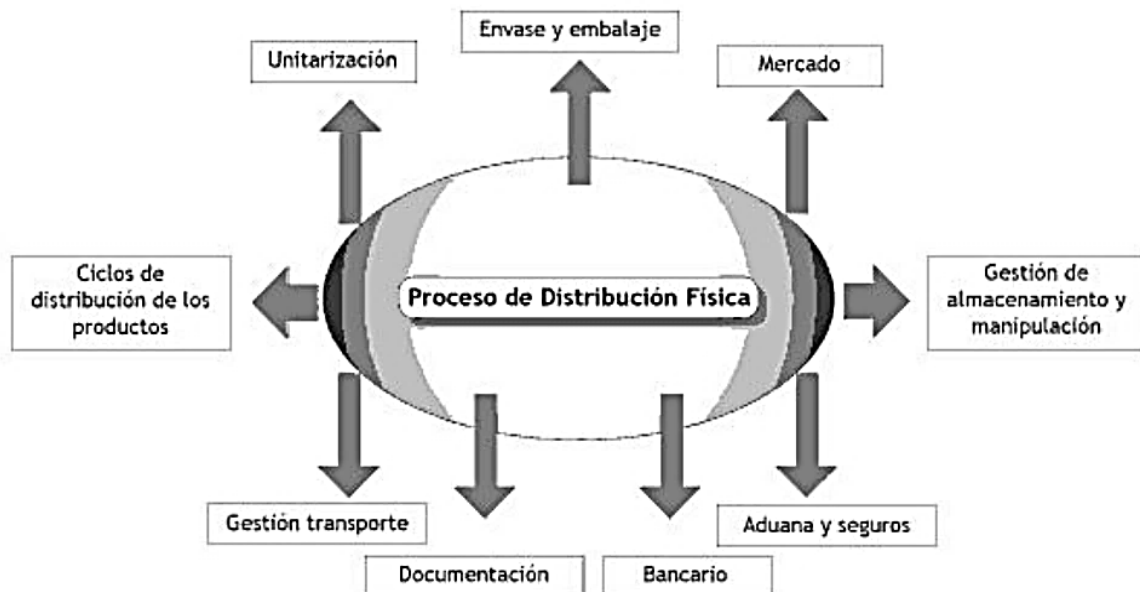 Envase y embalaje
Unitarización
Mercado
Ciclos de
distribución de los
productos
Proceso de Distribución Física
Gestión de
almacenamiento y
manipulación
Gestión transporte
Aduana y seguros
Documentación
Bancario